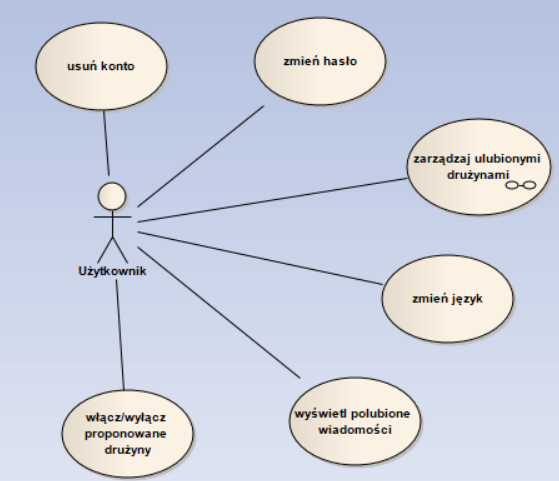 usuń konto
zmień hasło
zarządzaj ulubionymi
drużynami
Użytkownik
zmień język
włącz/wyłącz
proponowane
drużyny
wyświetl polubione
wiadomości